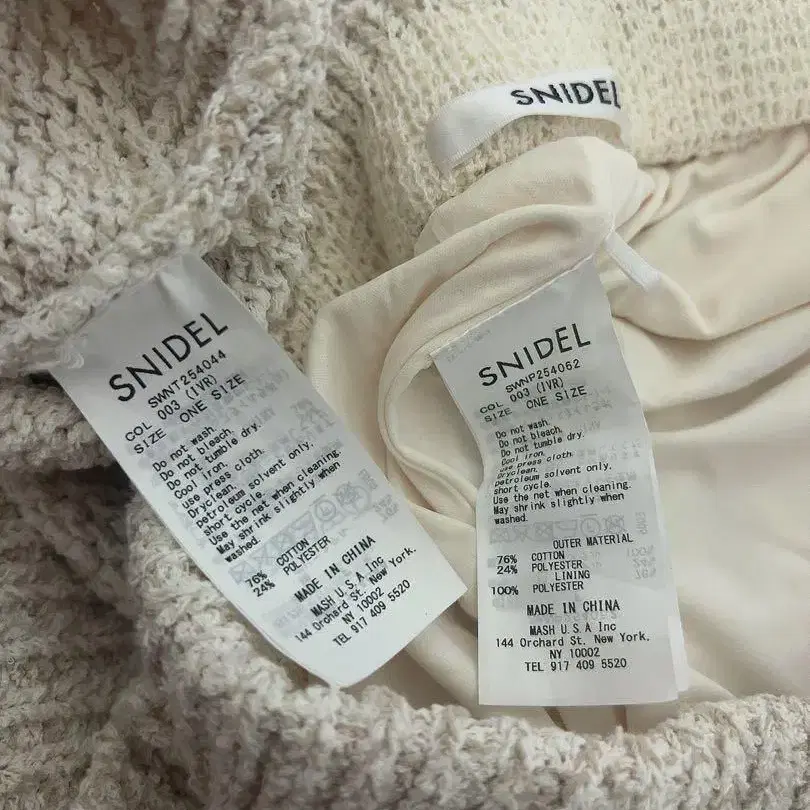 SNIDEL
SNIDEL
SWNT254044
COL 003 (IVR)
SIZE ONE SIZE
Do not wash.
Do not bleach.
Do not tumble dry.
Cool iron.
use press cloth.
Dryclean.
petroleum solvent only.
short cycle.
Use the net when cleaning.
May shrink slightly when
washed.
76% COTTON
24% POLYESTER
MADE IN CHINA
MASH U.S.A Inc
144 Orchard St. New York.
NY 10002
TEL 917 409 5520
SNIDEL
SWNP254062
COL 003 (IVR)
SIZE ONE SIZE
Do not wash.
Do not bleach.
Do not tumble dry.
Cool iron.
use press cloth.
Dryclean.
petroleum solvent only.
short cycle.
Use the net when cleaning.
May shrink slightly when
washed.
OUTER MATERIAL
76% COTTON
24% POLYESTER
LINING
100% POLYESTER
MADE IN CHINA
MASH U.S.A Inc
144 Orchard St. New York.
NY 10002
TEL 917 409 5520